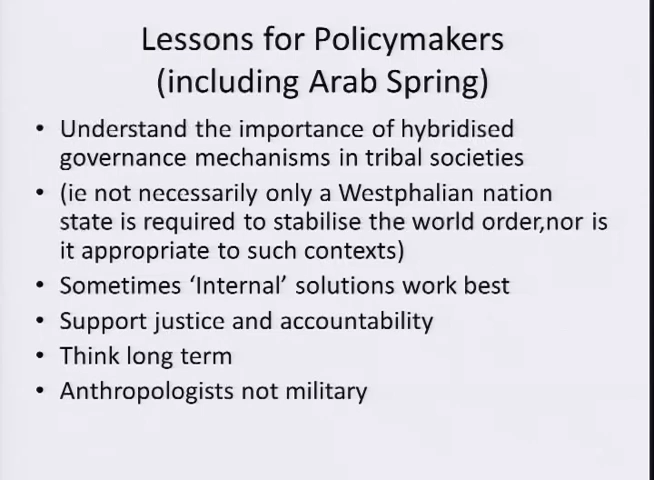 Lessons for Policymakers
(including Arab Spring)
• Understand the importance of hybridised
governance mechanisms in tribal societies
• (ie not necessarily only a Westphalian nation
state is required to stabilise the world order,nor is
it appropriate to such contexts)
• Sometimes ‘Internal’ solutions work best
• Support justice and accountability
• Think long term
• Anthropologists not military